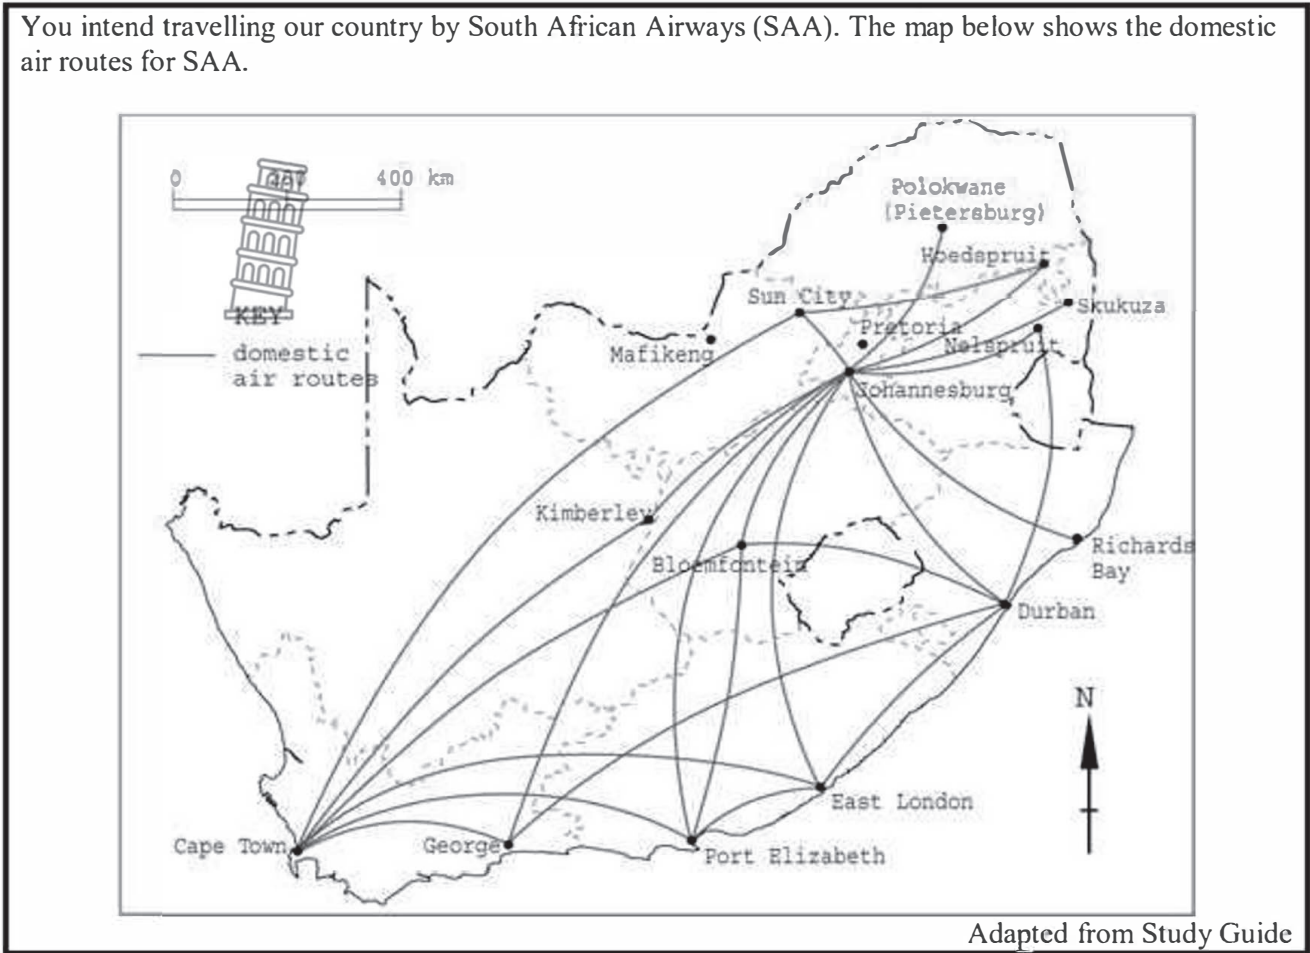 You intend travelling our country by South African Airways (SAA). The map below shows the domestic
air routes for SAA.
0
400 km
Polokwane
(Pietersburg)
Hoedspruit
Sun City
Skukuza
KEY
Pretoria
domestic
air routes
Mafikeng
Nelspruit
Johannesburg
Kimberley
Bloemfontein
Richards
Bay
Durban
N
East London
Cape Town
George
Port Elizabeth
Adapted from Study Guide